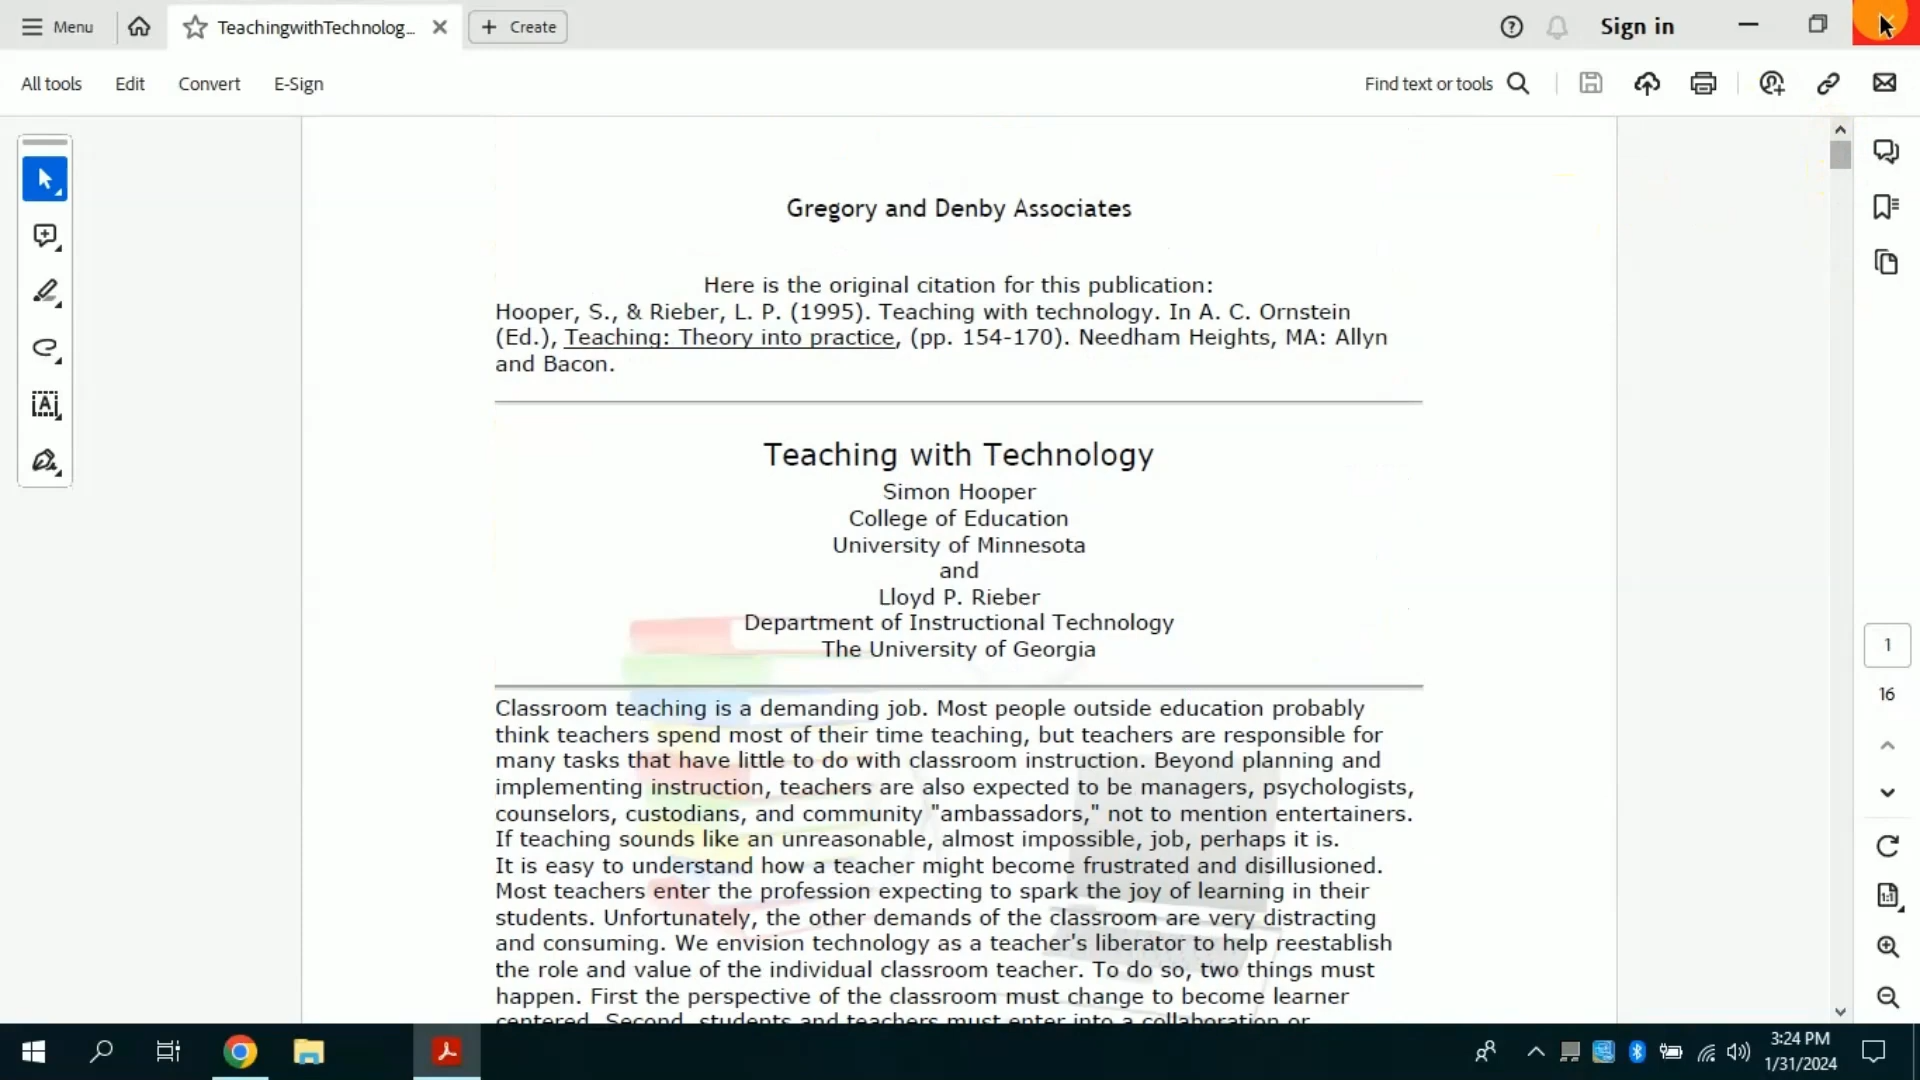 Menu
TeachingwithTechnolog...
Create
Sign in
All tools
Edit
Convert
E-Sign
Find text or tools
Gregory and Denby Associates
Here is the original citation for this publication:
Hooper, S., & Rieber, L. P. (1995). Teaching with technology. In A. C. Ornstein
(Ed.), Teaching: Theory into practice, (pp. 154-170). Needham Heights, MA: Allyn
and Bacon.
Teaching with Technology
Simon Hooper
College of Education
University of Minnesota
and
Lloyd P. Rieber
Department of Instructional Technology
The University of Georgia
Classroom teaching is a demanding job. Most people outside education probably
think teachers spend most of their time teaching, but teachers are responsible for
many tasks that have little to do with classroom instruction. Beyond planning and
implementing instruction, teachers are also expected to be managers, psychologists,
counselors, custodians, and community "ambassadors," not to mention entertainers.
If teaching sounds like an unreasonable, almost impossible, job, perhaps it is.
It is easy to understand how a teacher might become frustrated and disillusioned.
Most teachers enter the profession expecting to spark the joy of learning in their
students. Unfortunately, the other demands of the classroom are very distracting
and consuming. We envision technology as a teacher's liberator to help reestablish
the role and value of the individual classroom teacher. To do so, two things must
happen. First the perspective of the classroom must change to become learner
centered. Second, students and teachers must enter into a collaboration or
1
16
3:24 PM
1/31/2024